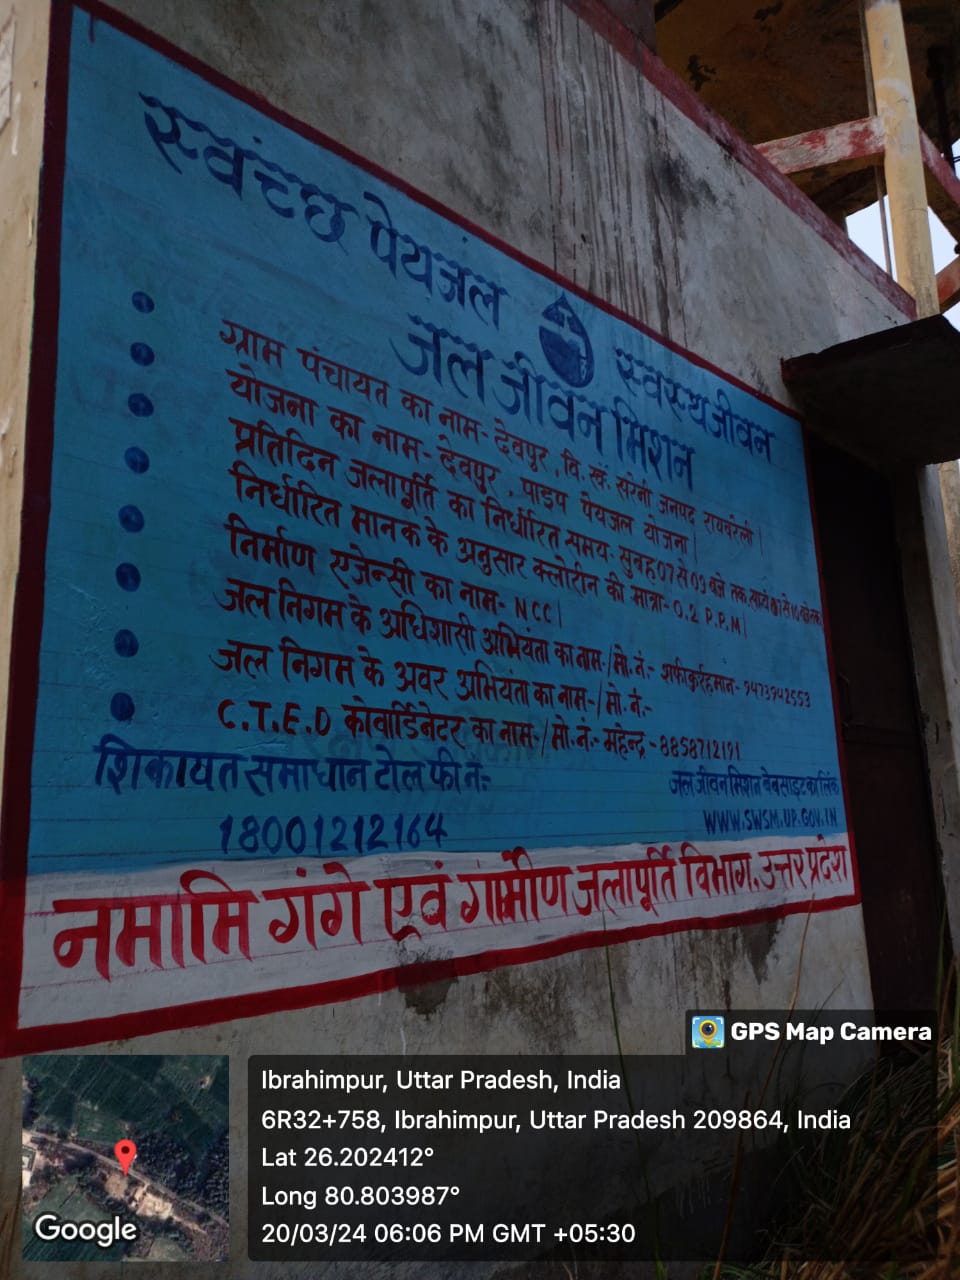 स्वंच्छ पेयजंल स्वस्थजीवन
जल जीवन मिशन
ग्राम पंचायत का नाम- देवपुर, वि. स्कं. सरेनी जनपद रायबरेली|
योजना का नाम- देवपुर, पाइप पेयजल योजना|
प्रतिदिन जलापूर्ति का निर्धारित समय- सुबह 07 से 09 बजे तक. सायं
निर्धारित मानक के अनुसार क्लोरीन की मात्रा- 0.2 P.P.M|
निर्माण एजेन्सी का नाम- NCC|
जल निगम के अधिशासी अभियंता का नाम-/मो. नं.- शफीकुर्रहमान- 9473942553
जल निगम के अवर अभियंता का नाम-/मो. नं.-
C.T.E.D कोवार्डिनेटर का नाम-/मो. नं.- महेन्द्र - 8858712191
शिकायत समाधान टोल फ्री नं:-
18001212164
जल जीवन मिशन वेबसाइट का लिंक
WWW.SWSM.UP.GOV.IN
नमामि गंगे एवं ग्रामीण जलापूर्ति विभाग. उत्तर प्रदेश
GPS Map Camera
Ibrahimpur, Uttar Pradesh, India
6R32+758, Ibrahimpur, Uttar Pradesh 209864, India
Lat 26.202412°
Long 80.803987°
20/03/24 06:06 PM GMT +05:30
Google